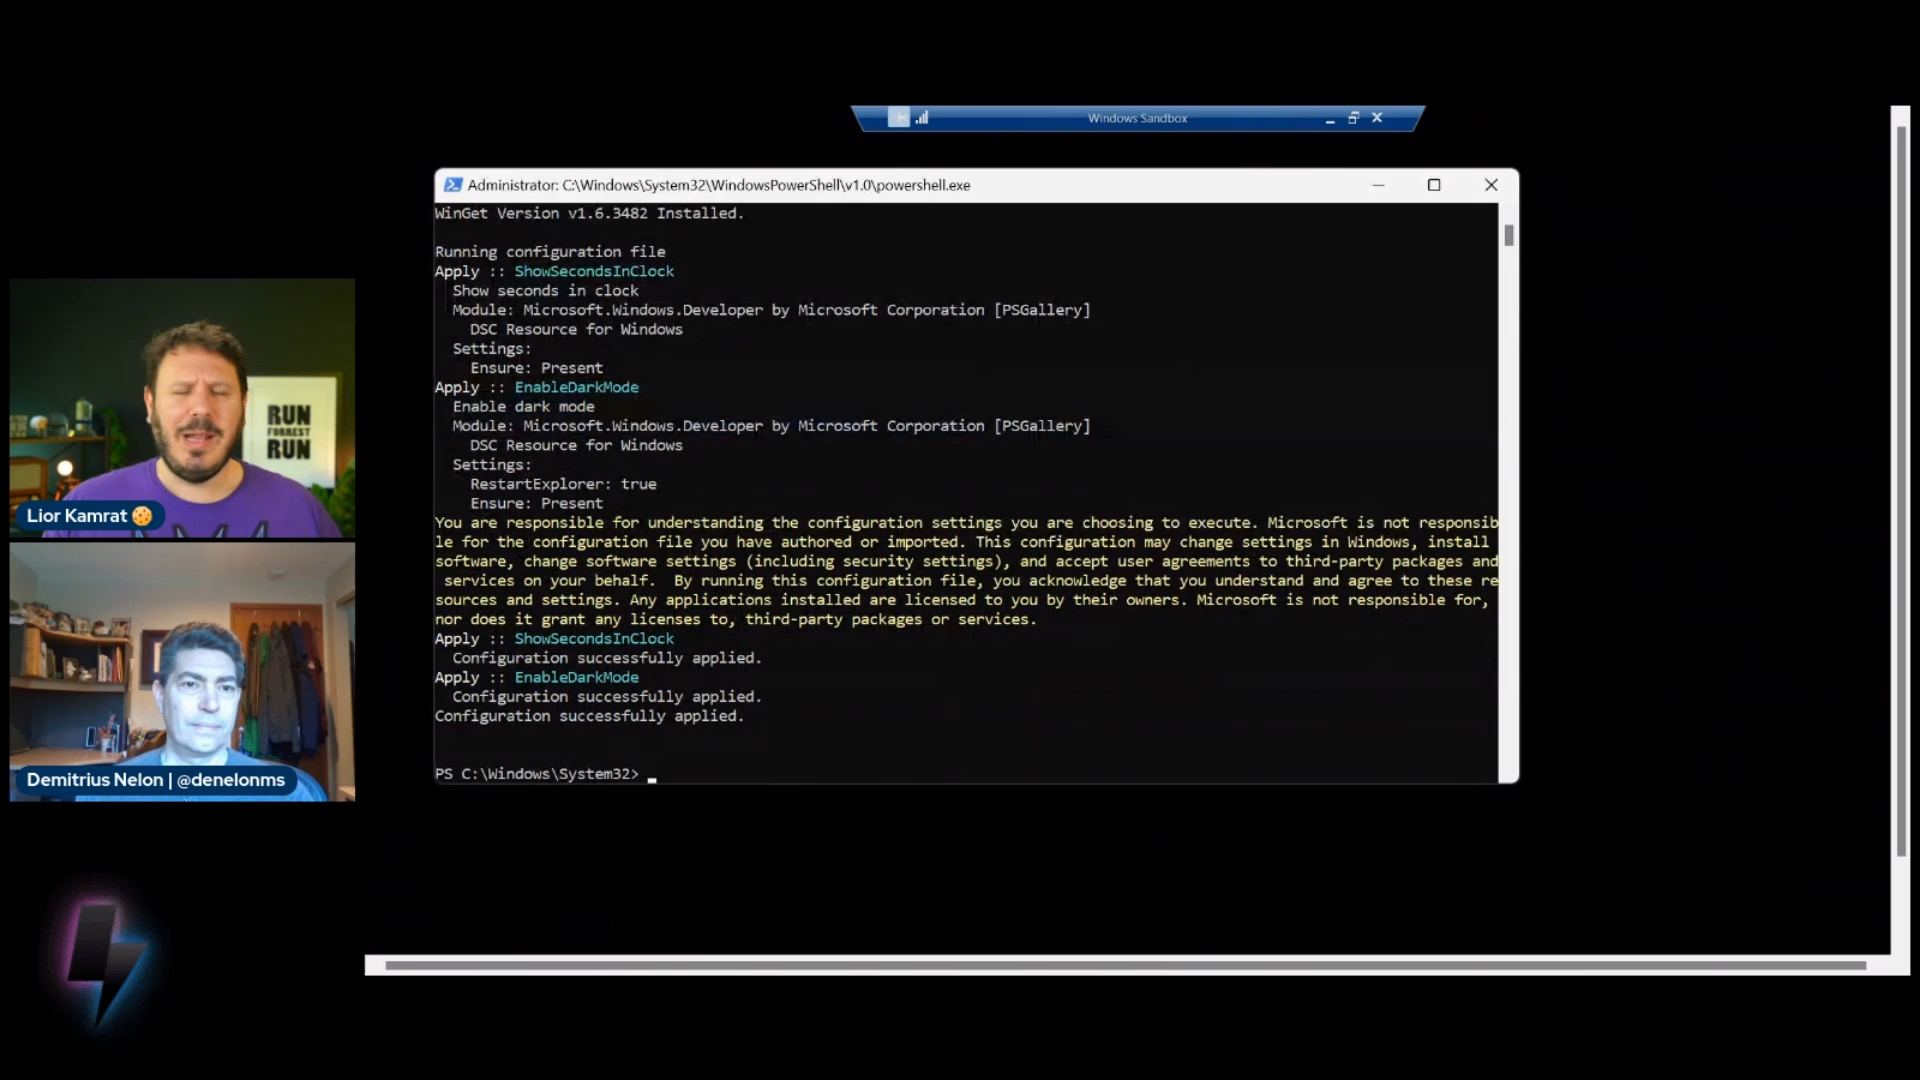 Windows Sandbox
Administrator: C:\Windows\System32\WindowsPowerShell\v1.0\powershell.exe
WinGet Version v1.6.3482 Installed.
Running configuration file
Apply :: ShowSecondsInClock
Show seconds in clock
Module: Microsoft.Windows.Developer by Microsoft Corporation [PSGallery]
DSC Resource for Windows
Settings:
Ensure: Present
Apply :: EnableDarkMode
Enable dark mode
Module: Microsoft.Windows.Developer by Microsoft Corporation [PSGallery]
DSC Resource for Windows
Settings:
RestartExplorer: true
Ensure: Present
You are responsible for understanding the configuration settings you are choosing to execute. Microsoft is not responsib
le for the configuration file you have authored or imported. This configuration may change settings in Windows, install
software, change software settings (including security settings), and accept user agreements to third-party packages and
services on your behalf.  By running this configuration file, you acknowledge that you understand and agree to these re
sources and settings. Any applications installed are licensed to you by their owners. Microsoft is not responsible for,
nor does it grant any licenses to, third-party packages or services.
Apply :: ShowSecondsInClock
Configuration successfully applied.
Apply :: EnableDarkMode
Configuration successfully applied.
Configuration successfully applied.
PS C:\Windows\System32>
RUN
FORREST
RUN
Lior Kamrat
Demitrius Nelon | @denelonms